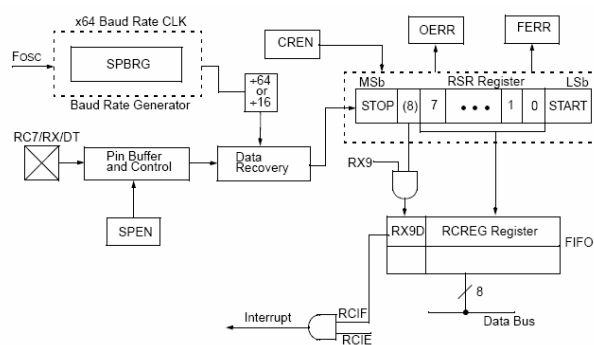 x64 Baud Rate CLK
FOSC
SPBRG
Baud Rate Generator
÷64
or
÷16
CREN
OERR
FERR
MSb
RSR Register
LSb
STOP (8) 7 • • • 1 0 START
RC7/RX/DT
Pin Buffer
and Control
Data
Recovery
SPEN
RX9
RX9D RCREG Register
FIFO
8
Data Bus
Interrupt
RCIF
RCIE